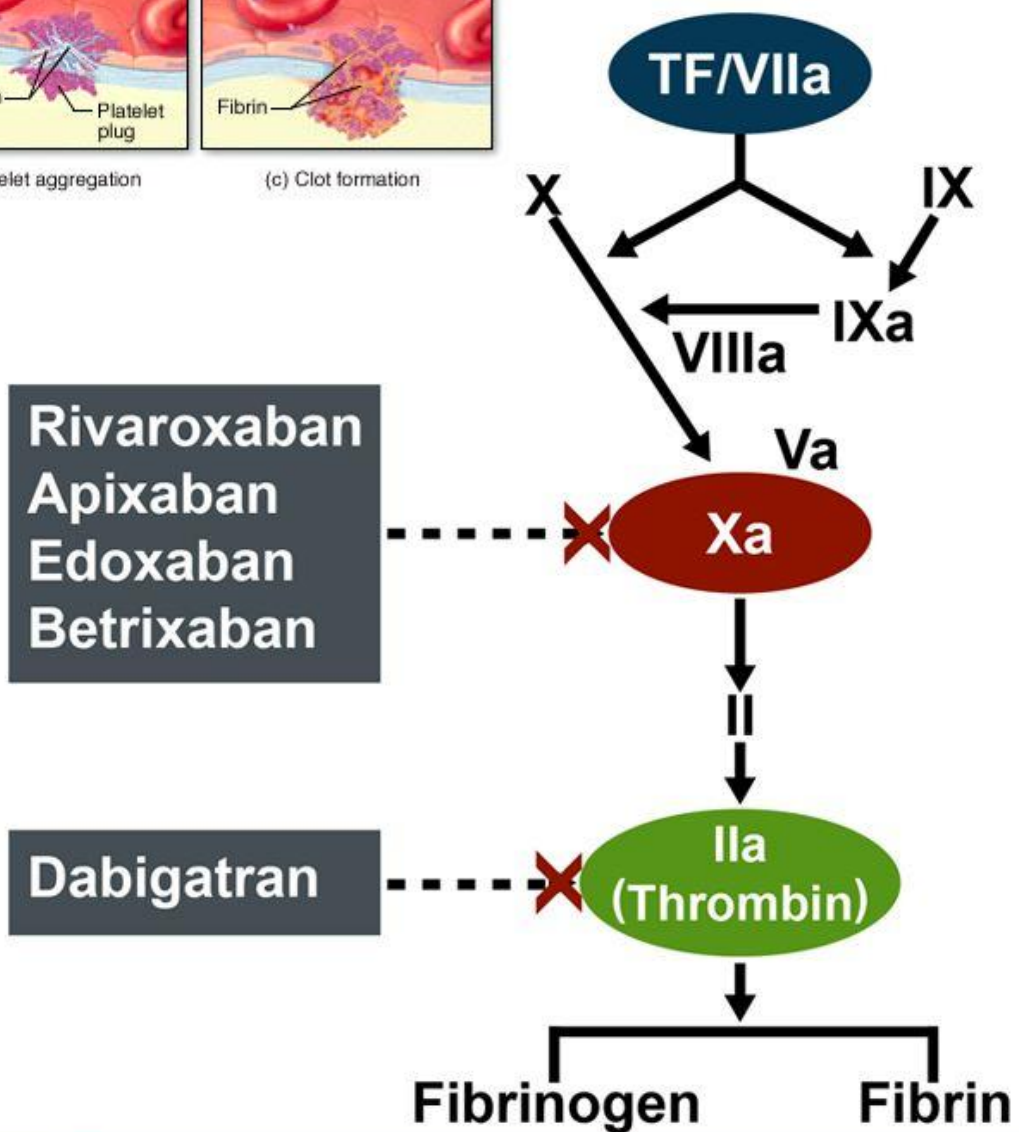 Platelet
plug
elet aggregation
Fibrin
(c) Clot formation
TF/VIIa
X
IX
IXa
VIIIa
Va
Rivaroxaban
Apixaban
Edoxaban
Betrixaban
Xa
II
Dabigatran
IIa
(Thrombin)
Fibrinogen
Fibrin